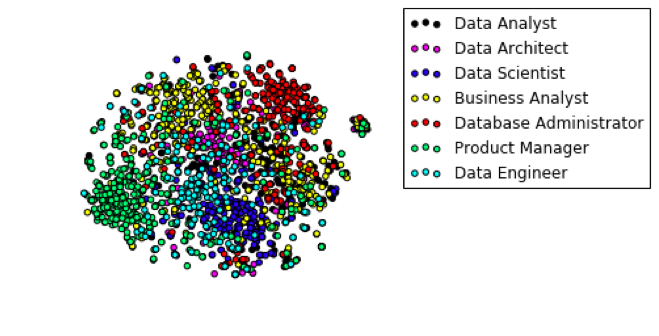 Data Analyst
Data Architect
Data Scientist
Business Analyst
Database Administrator
Product Manager
Data Engineer